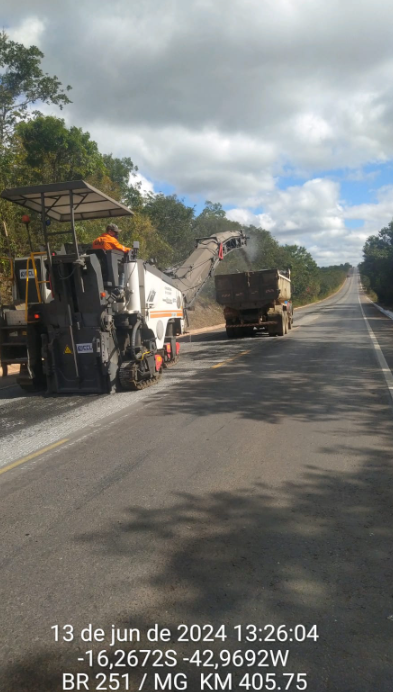 13 de jun de 2024 13:26:04
-16,2672S -42,9692W
BR 251 / MG  KM 405.75